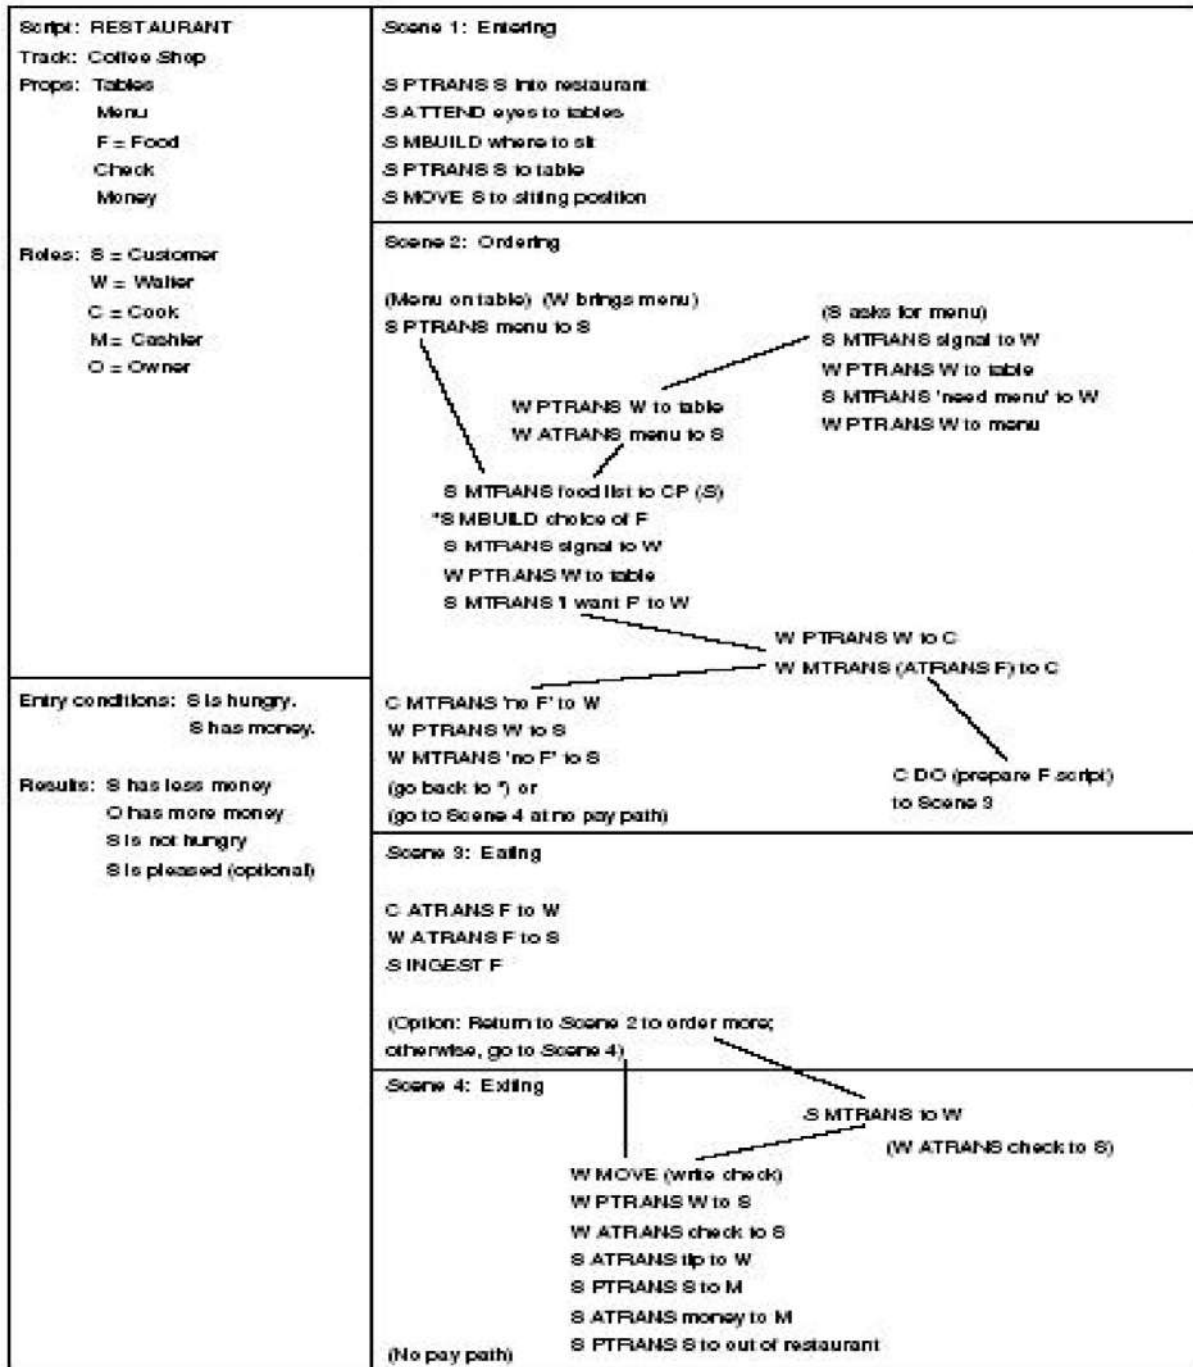 Script: RESTAURANT
Track: Coffee Shop
Props: Tables
Menu
F = Food
Check
Money
Roles: S = Customer
W = Waiter
C = Cook
M = Cashier
O = Owner
Entry conditions: S is hungry.
S has money.
Results: S has less money
O has more money
S is not hungry
S is pleased (optional)
Scene 1: Entering
S PTRANS S into restaurant
S ATTEND eyes to tables
S MBUILD where to sit
S PTRANS S to table
S MOVE S to sitting position
Scene 2: Ordering
(Menu on table) (W brings menu)
S PTRANS menu to S
(S asks for menu)
S MTRANS signal to W
W PTRANS W to table
S MTRANS 'need menu' to W
W PTRANS W to menu
W PTRANS W to table
W ATRANS menu to S
S MTRANS food list to CP (S)
*S MBUILD choice of F
S MTRANS signal to W
W PTRANS W to table
S MTRANS 'I want F' to W
W PTRANS W to C
W MTRANS (ATRANS F) to C
C MTRANS 'no F' to W
W PTRANS W to S
W MTRANS 'no F' to S
(go back to *) or
(go to Scene 4 at no pay path)
C DO (prepare F script)
to Scene 3
Scene 3: Eating
C ATRANS F to W
W ATRANS F to S
S INGEST F
(Option: Return to Scene 2 to order more;
otherwise, go to Scene 4)
Scene 4: Exiting
S MTRANS to W
(W ATRANS check to S)
W MOVE (write check)
W PTRANS W to S
W ATRANS check to S
S ATRANS tip to W
S PTRANS S to M
S ATRANS money to M
(No pay path) S PTRANS S to out of restaurant